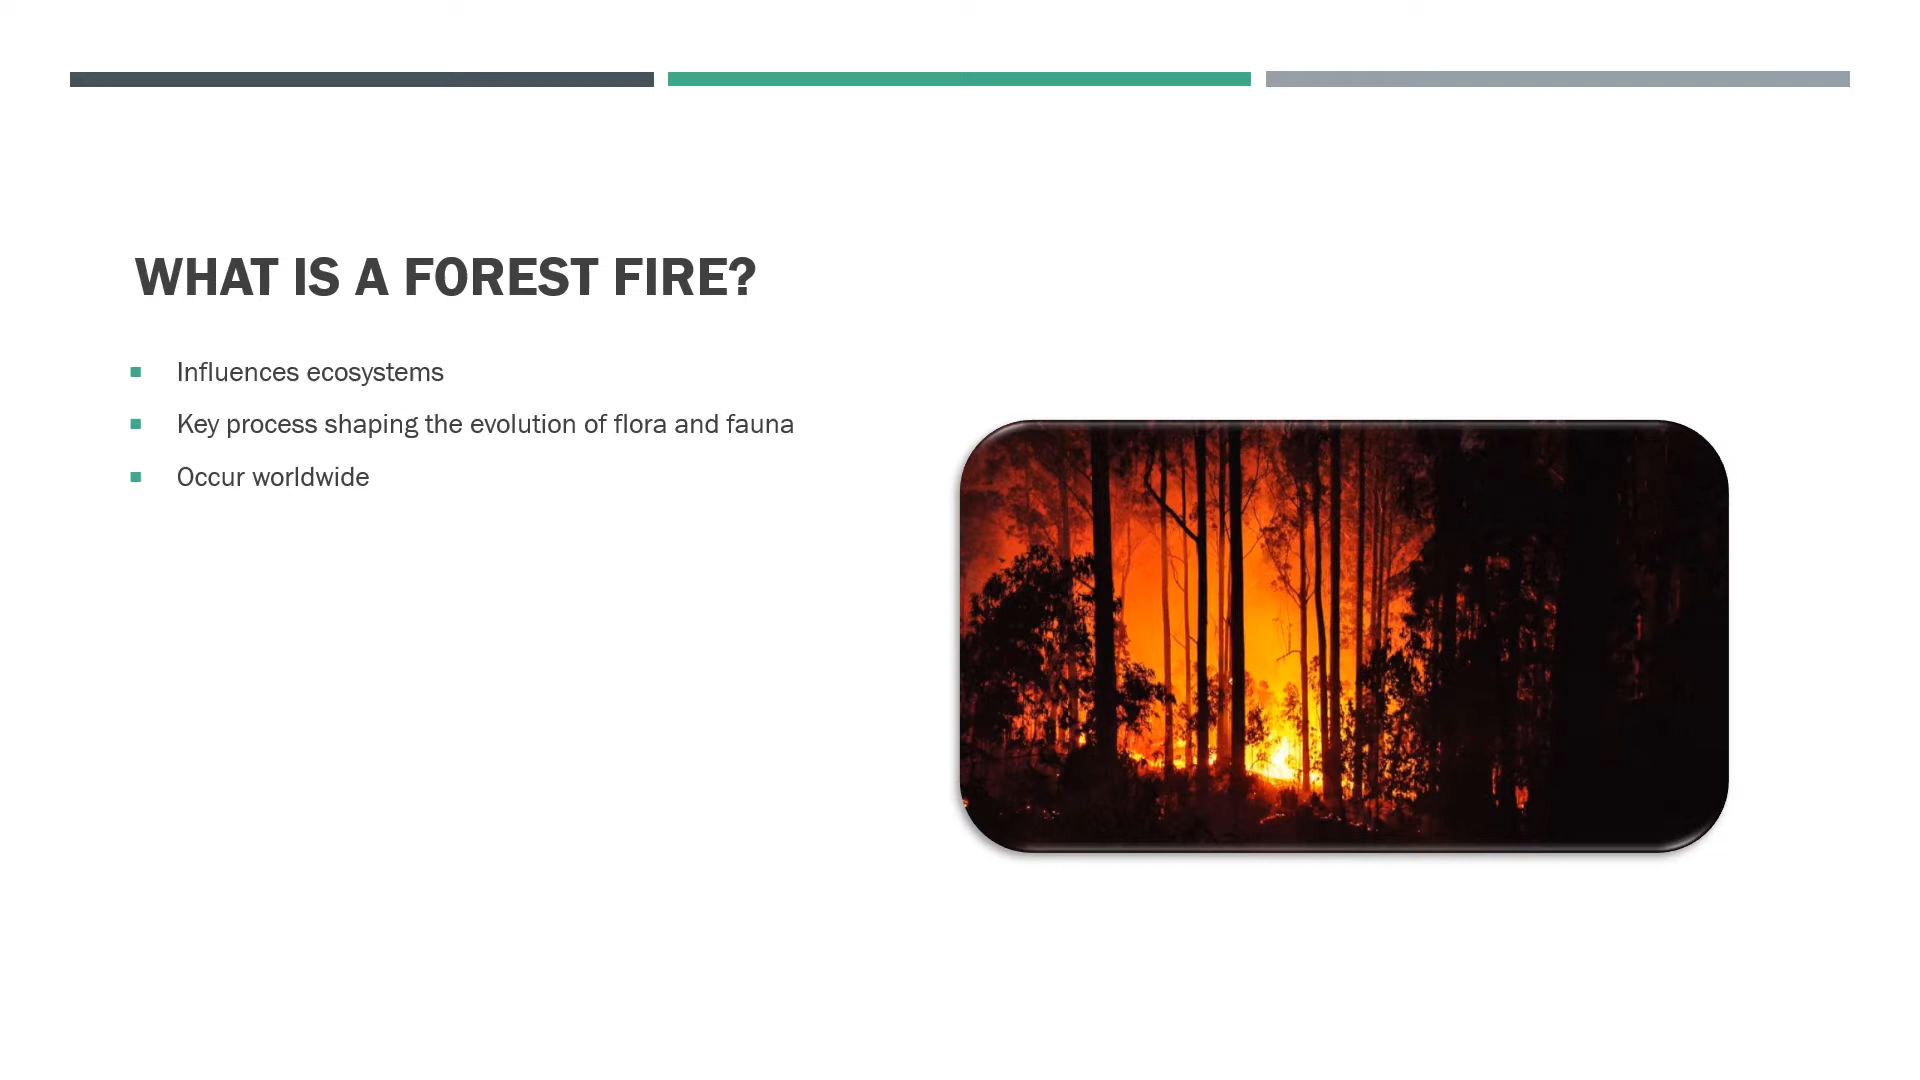 WHAT IS A FOREST FIRE?
Influences ecosystems
Key process shaping the evolution of flora and fauna
Occur worldwide